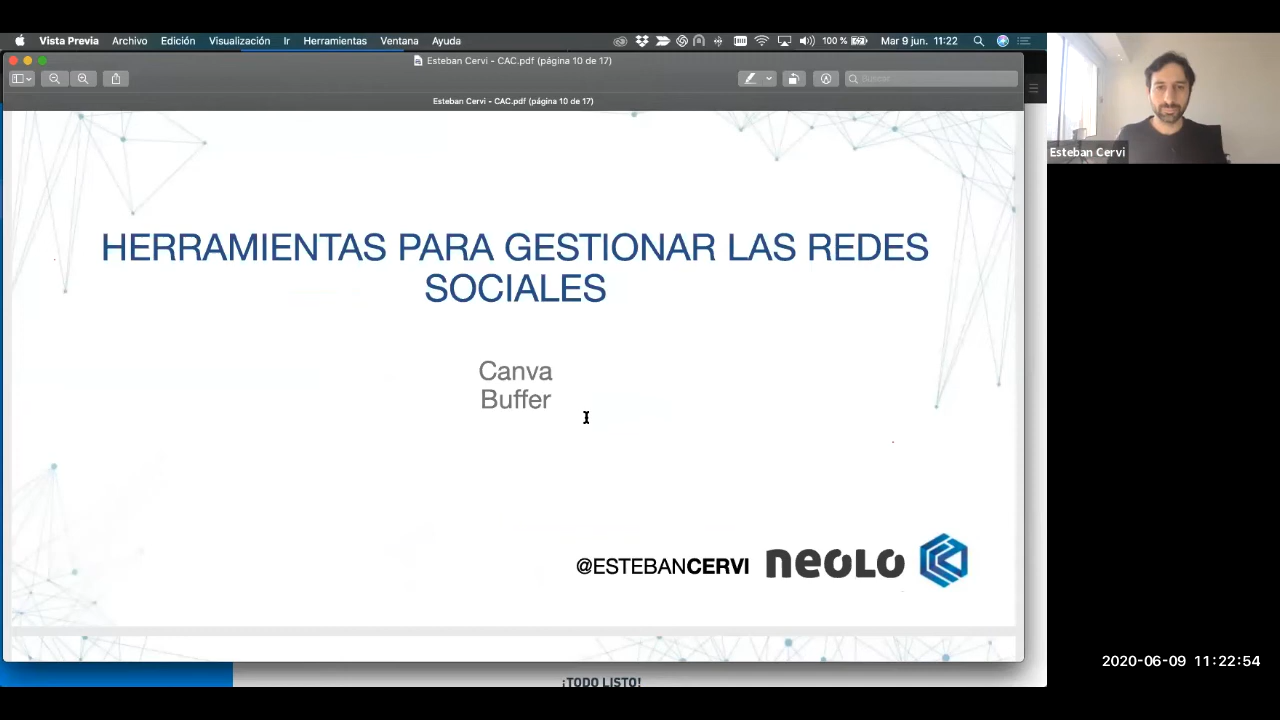 Vista Previa Archivo Edición Visualización Ir Herramientas Ventana Ayuda 100 % Mar 9 jun. 11:22
Esteban Cervi - CAC.pdf (página 10 de 17)
Buscar
Esteban Cervi - CAC.pdf (página 10 de 17)
Esteban Cervi
HERRAMIENTAS PARA GESTIONAR LAS REDES
SOCIALES
Canva
Buffer
@ESTEBANCERVI neoLo
2020-06-09 11:22:54
¡TODO LISTO!